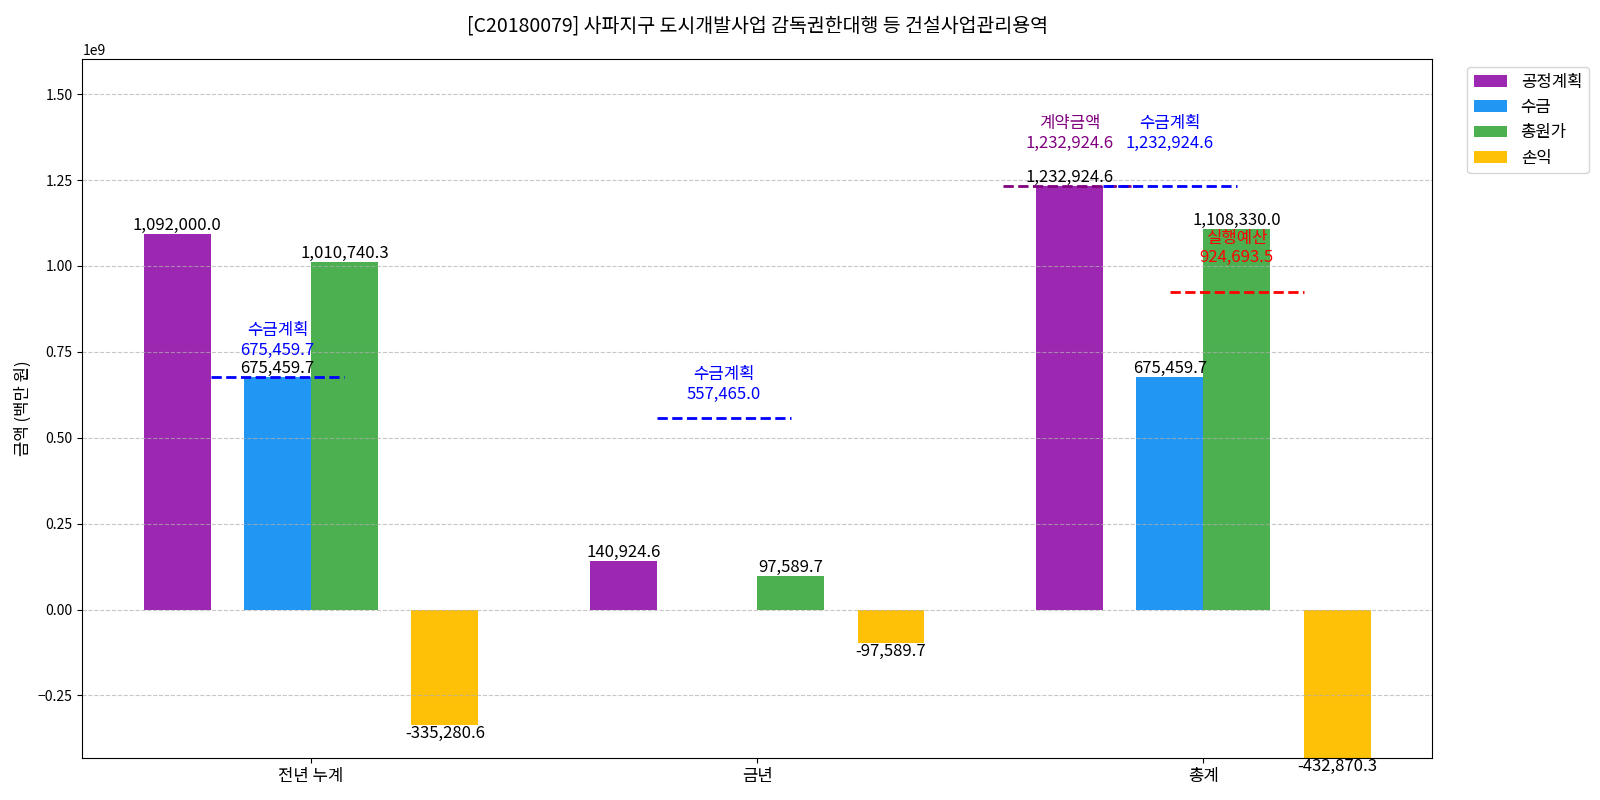 [C20180079] 사파지구 도시개발사업 감독권한대행 등 건설사업관리용역
1e9
1.50
1.25
1.00
0.75
0.50
0.25
0.00
−0.25
금액 (백만 원)
1,092,000.0
수금계획
675,459.7
675,459.7
1,010,740.3
-335,280.6
140,924.6
수금계획
557,465.0
97,589.7
-97,589.7
계약금액
1,232,924.6
1,232,924.6
수금계획
1,232,924.6
675,459.7
1,108,330.0
실행예산
924,693.5
-432,870.3
전년 누계
금년
총계
공정계획
수금
총원가
손익